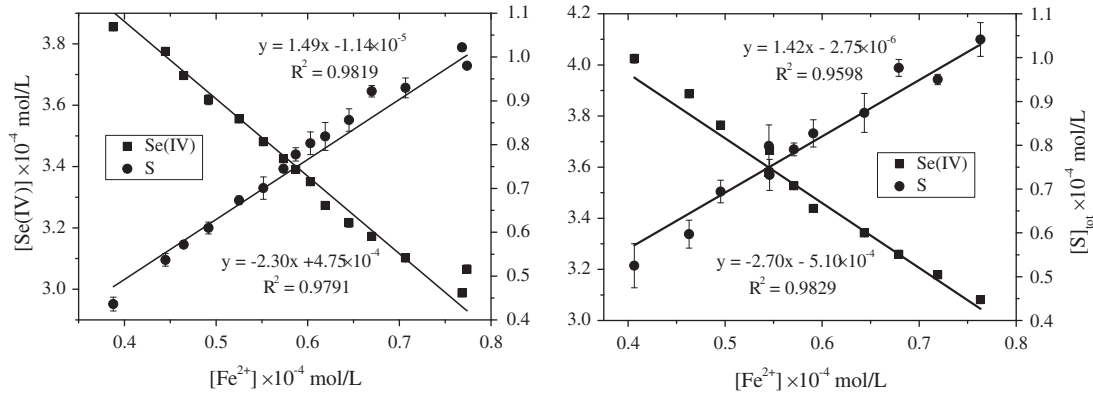 3.8
3.6
3.4
3.2
3.0
[Se(IV)] ×10⁻⁴ mol/L
y = 1.49x -1.14×10⁻⁵
R² = 0.9819
Se(IV)
S
y = -2.30x +4.75×10⁻⁴
R² = 0.9791
1.1
1.0
0.9
0.8
0.7
0.6
0.5
0.4
0.4 0.5 0.6 0.7 0.8
[Fe²⁺] ×10⁻⁴ mol/L
4.2
4.0
3.8
3.6
3.4
3.2
3.0
y = 1.42x - 2.75×10⁻⁶
R² = 0.9598
Se(IV)
S
y = -2.70x - 5.10×10⁻⁴
R² = 0.9829
1.1
1.0
0.9
0.8
0.7
0.6
0.5
0.4
[S]ₜₒₜ ×10⁻⁴ mol/L
0.4 0.5 0.6 0.7 0.8
[Fe²⁺] ×10⁻⁴ mol/L